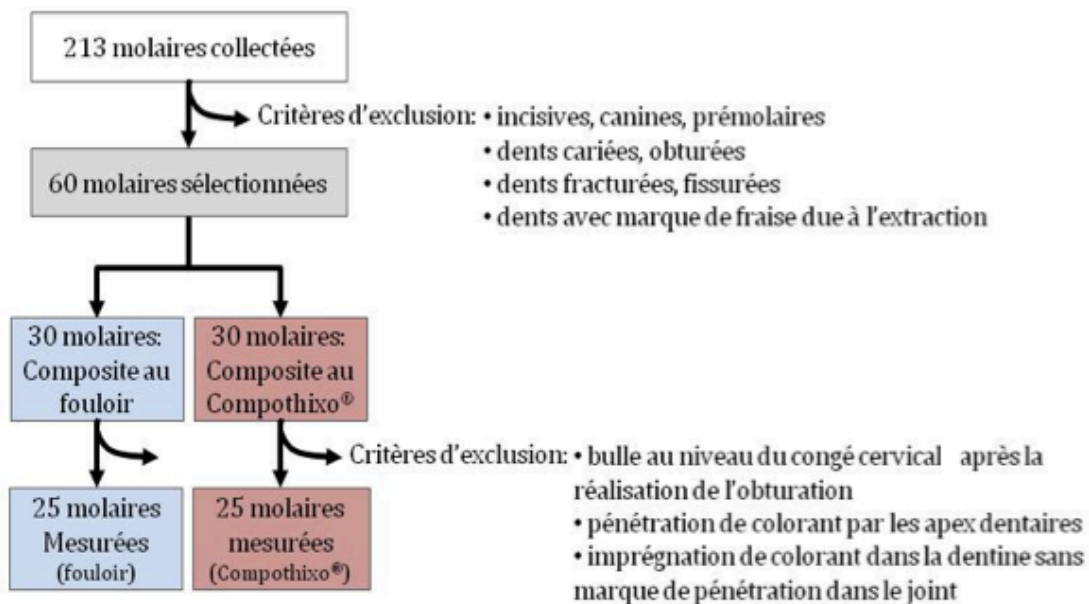 213 molaires collectées
Critères d'exclusion: • incisives, canines, prémolaires
• dents cariées, obturées
• dents fracturées, fissurées
• dents avec marque de fraise due à l'extraction
60 molaires sélectionnées
30 molaires:
Composite au
fouloir
30 molaires:
Composite au
Compothixo®
Critères d'exclusion: • bulle au niveau du congé cervical après la
réalisation de l'obturation
• pénétration de colorant par les apex dentaires
• imprégnation de colorant dans la dentine sans
marque de pénétration dans le joint
25 molaires
Mesurées
(fouloir)
25 molaires
mesurées
(Compothixo®)